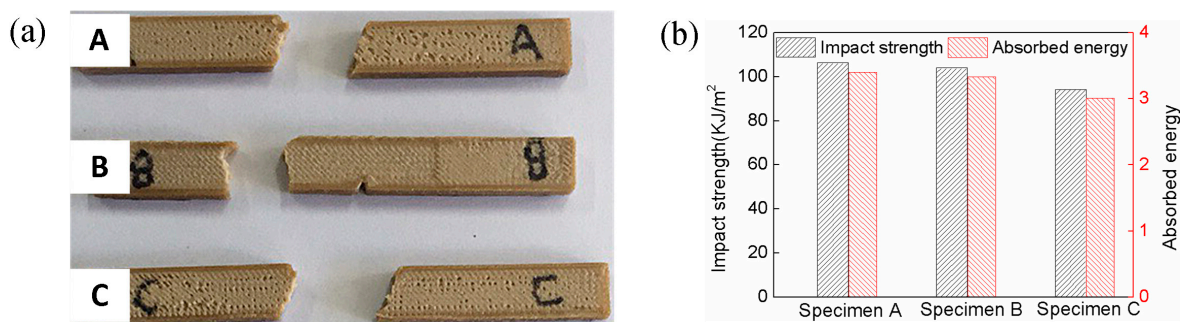 (a)
A
A
B
B
B
C
C
C
(b)
Impact strength
Absorbed energy
Impact strength(KJ/m²
Absorbed energy
120
100
80
60
40
20
0
4
3
2
1
0
Specimen A
Specimen B
Specimen C